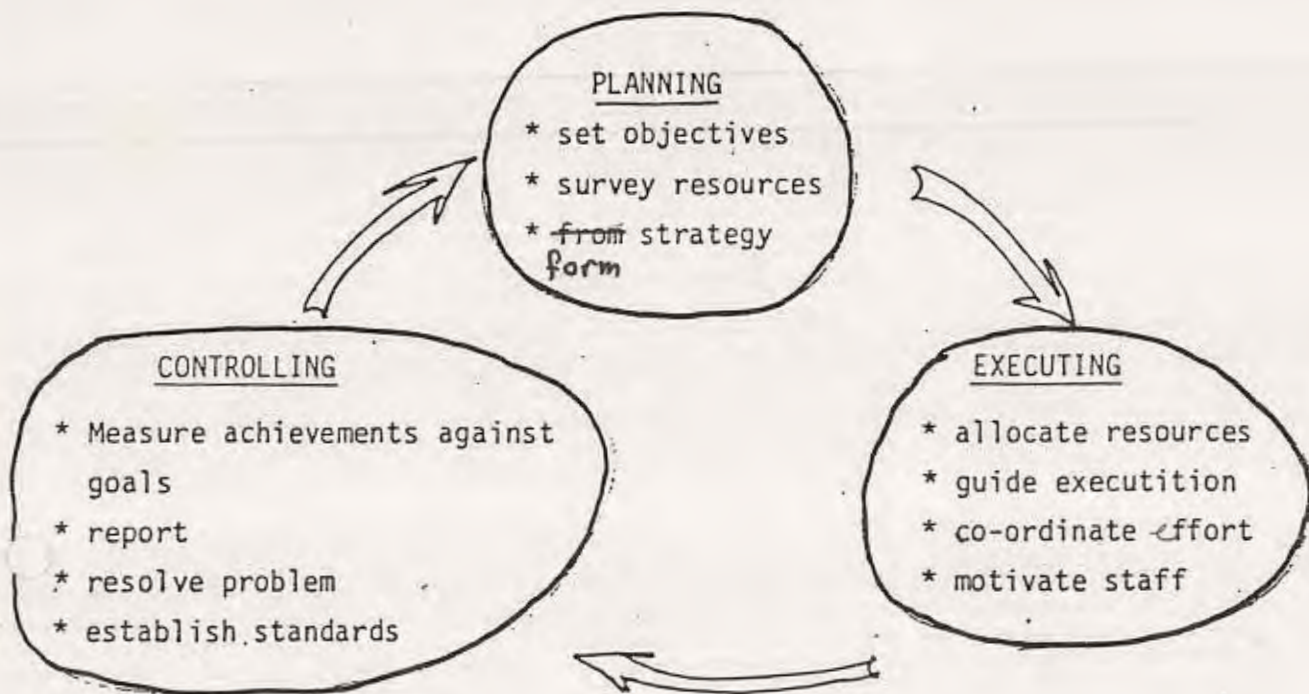 PLANNING
* set objectives
* survey resources
* from strategy
form
CONTROLLING
* Measure achievements against
goals
* report
* resolve problem
* establish standards
EXECUTING
* allocate resources
* guide executition
* co-ordinate effort
* motivate staff